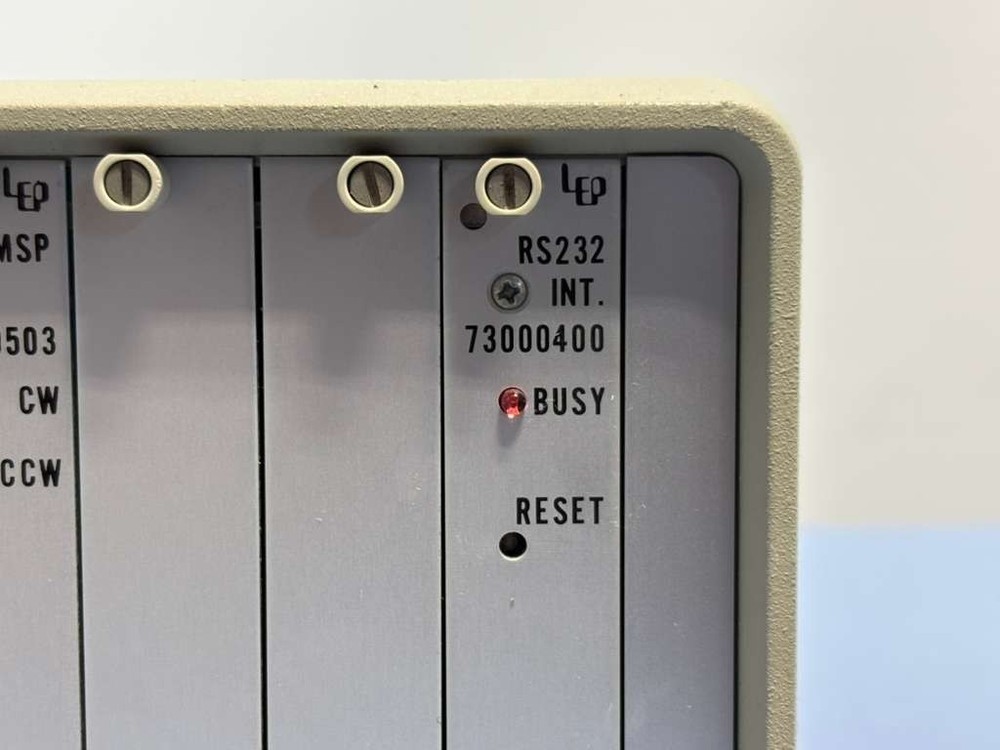 LEP
MSP
0503
CW
CCW
LEP
RS232
INT.
73000400
BUSY
RESET